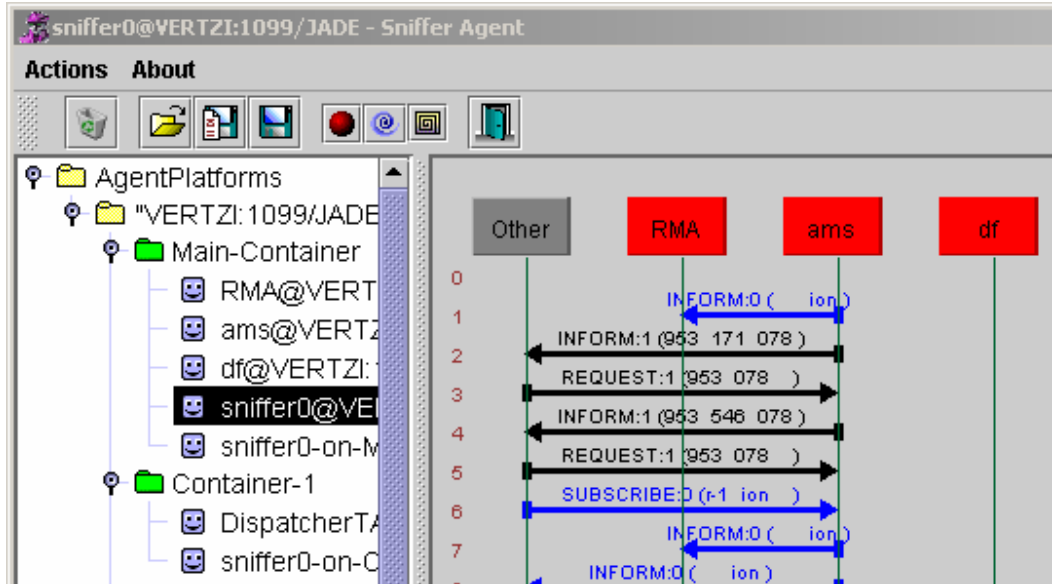 sniffer0@VERTZI:1099/JADE - Sniffer Agent
Actions About
AgentPlatforms
"VERTZI:1099/JADE
Main-Container
RMA@VERT
ams@VERTZ
df@VERTZI:
sniffer0@VE
sniffer0-on-M
Container-1
DispatcherTA
sniffer0-on-C
Other RMA ams df
0
INFORM:0 ( ion )
1
INFORM:1 (953 171 078 )
2
REQUEST:1 (953 078 )
3
INFORM:1 (953 546 078 )
4
REQUEST:1 (953 078 )
5
SUBSCRIBE:0 (r-1 ion )
6
INFORM:0 ( ion )
7
INFORM:0 ( ion )